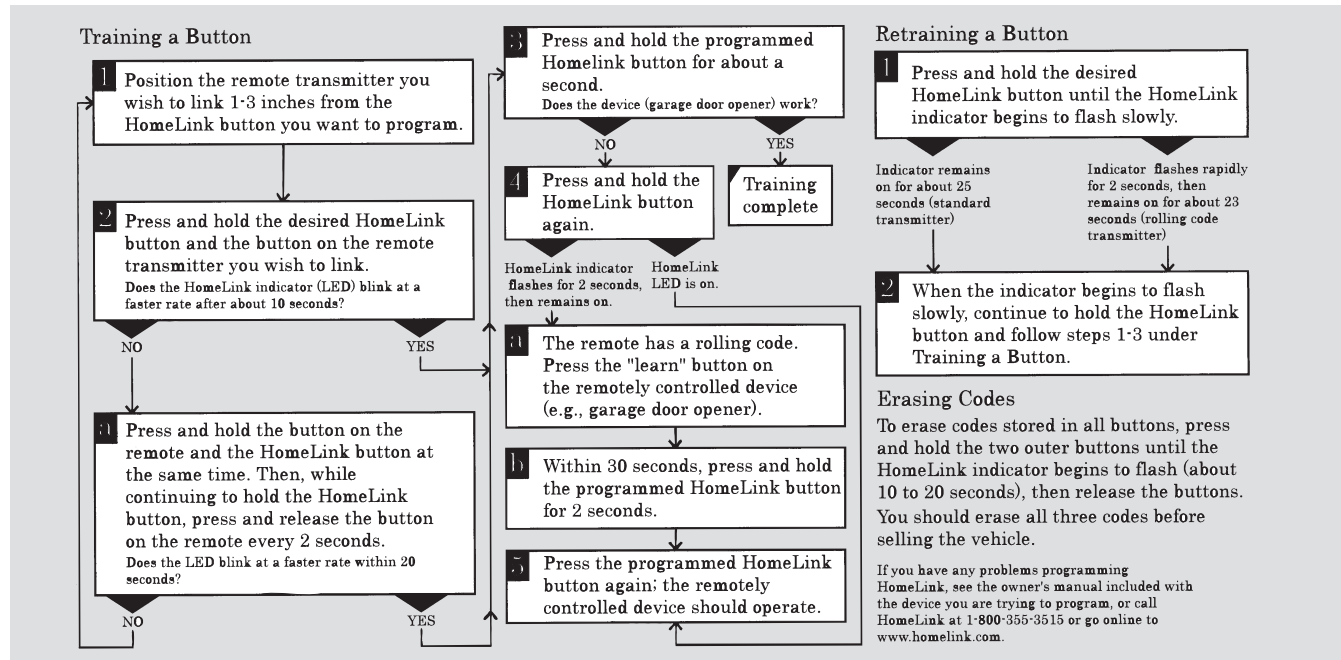 Training a Button
1
Position the remote transmitter you
wish to link 1-3 inches from the
HomeLink button you want to program.
2
Press and hold the desired HomeLink
button and the button on the remote
transmitter you wish to link.
Does the HomeLink indicator (LED) blink at a
faster rate after about 10 seconds?
NO
YES
a
Press and hold the button on the
remote and the HomeLink button at
the same time. Then, while
continuing to hold the HomeLink
button, press and release the button
on the remote every 2 seconds.
Does the LED blink at a faster rate within 20
seconds?
NO
YES
3
Press and hold the programmed
Homelink button for about a
second.
Does the device (garage door opener) work?
NO
YES
4
Press and hold the
HomeLink button
again.
Training
complete
HomeLink indicator
flashes for 2 seconds,
then remains on.
HomeLink
LED is on.
a
The remote has a rolling code.
Press the "learn" button on
the remotely controlled device
(e.g., garage door opener).
b
Within 30 seconds, press and hold
the programmed HomeLink button
for 2 seconds.
5
Press the programmed HomeLink
button again; the remotely
controlled device should operate.
Retraining a Button
1
Press and hold the desired
HomeLink button until the HomeLink
indicator begins to flash slowly.
Indicator remains
on for about 25
seconds (standard
transmitter)
Indicator flashes rapidly
for 2 seconds, then
remains on for about 23
seconds (rolling code
transmitter)
2
When the indicator begins to flash
slowly, continue to hold the HomeLink
button and follow steps 1-3 under
Training a Button.
Erasing Codes
To erase codes stored in all buttons, press
and hold the two outer buttons until the
HomeLink indicator begins to flash (about
10 to 20 seconds), then release the buttons.
You should erase all three codes before
selling the vehicle.
If you have any problems programming
HomeLink, see the owner's manual included with
the device you are trying to program, or call
HomeLink at 1-800-355-3515 or go online to
www.homelink.com.